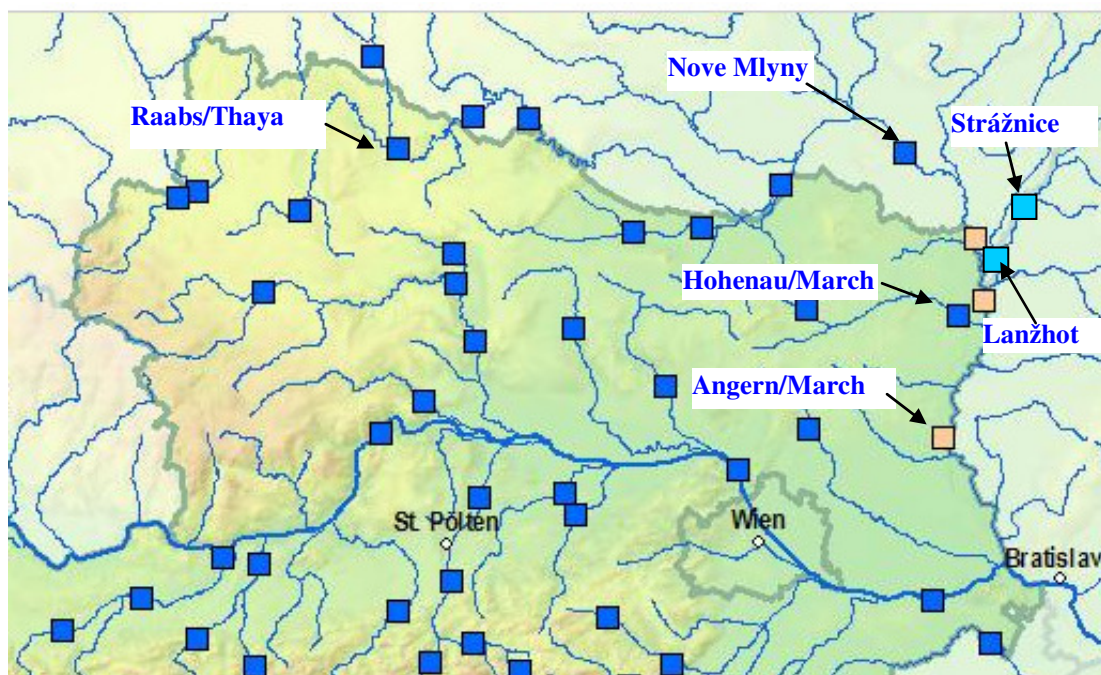 Nove Mlyny
Raabs/Thaya
Strážnice
Hohenau/March
Lanžhot
Angern/March
St. Pölten
Wien
Bratislav